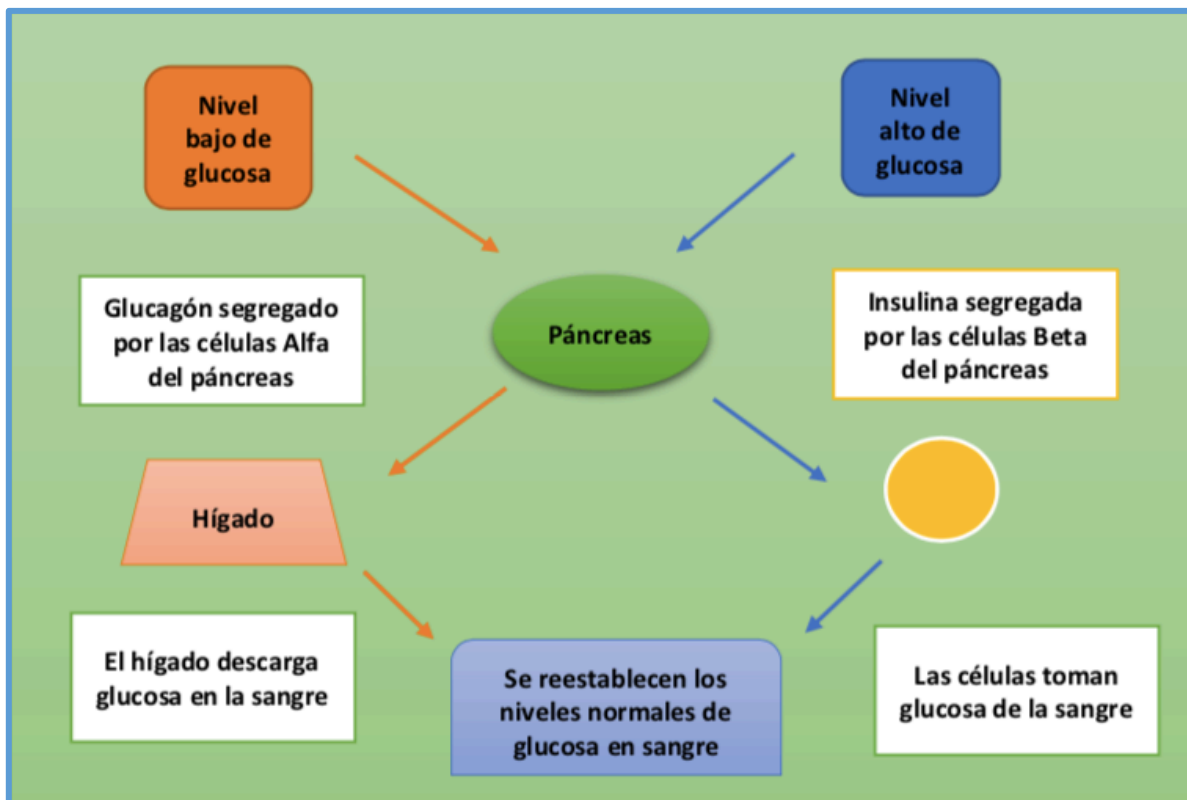 Nivel
bajo de
glucosa
Nivel
alto de
glucosa
Glucagón segregado
por las células Alfa
del páncreas
Páncreas
Insulina segregada
por las células Beta
del páncreas
Hígado
El hígado descarga
glucosa en la sangre
Se reestablecen los
niveles normales de
glucosa en sangre
Las células toman
glucosa de la sangre